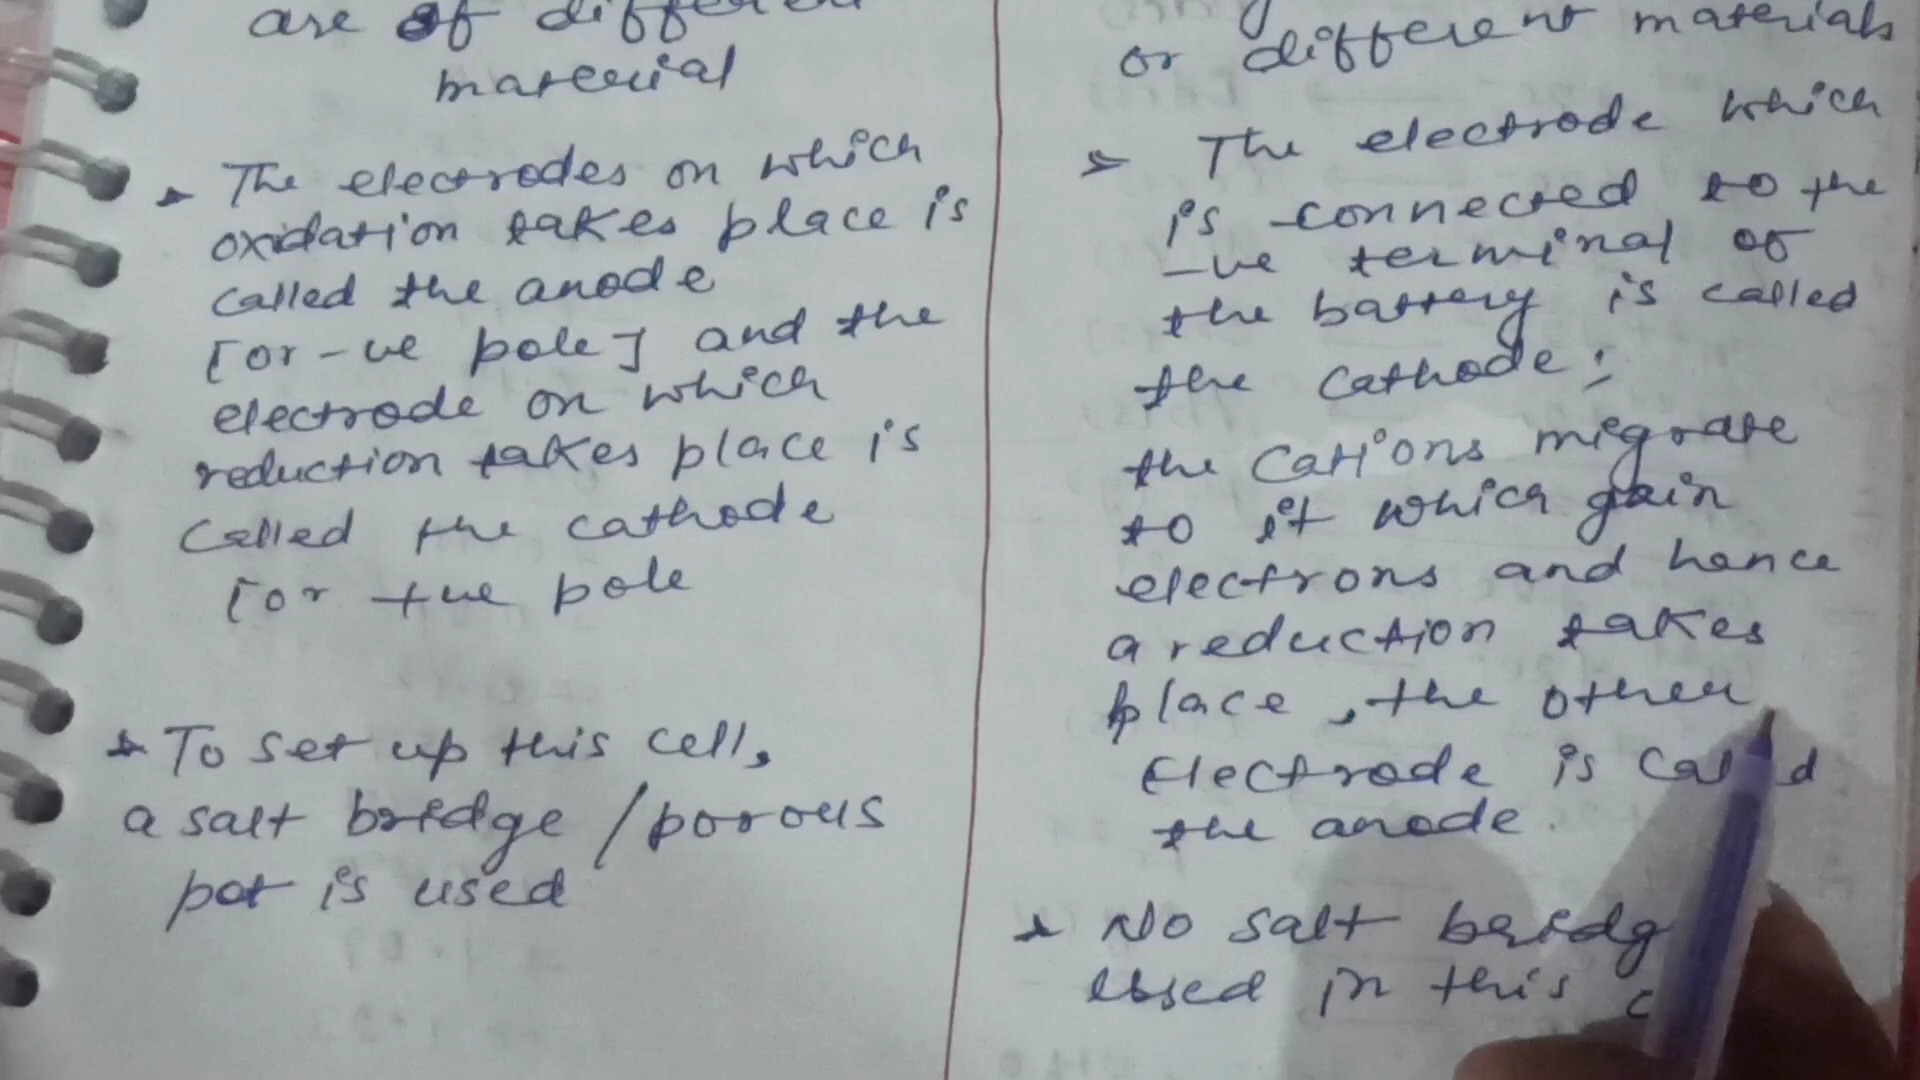 are of different
material
The electrodes on which
oxidation takes place is
called the anode
[or -ve pole] and the
electrode on which
reduction takes place is
called the cathode
[or +ve pole
To set up this cell,
a salt bridge / porous
pot is used
or different materials
The electrode which
is connected to the
-ve terminal of
the battery is called
the cathode;
the cations migrate
to it which gain
electrons and hence
a reduction takes
place, the other
Electrode is called
the anode.
No salt bridg
used in this